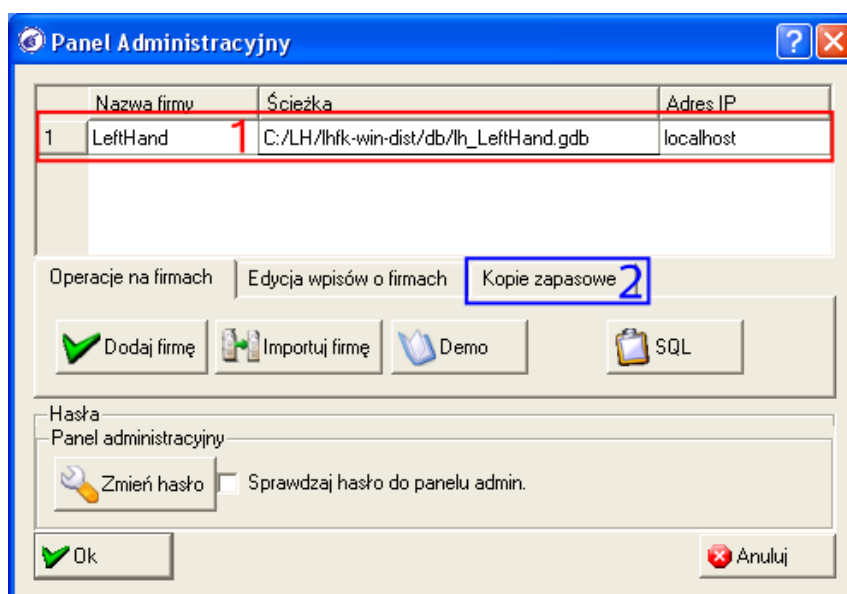 Panel Administracyjny
Nazwa firmy Ścieżka Adres IP
1 LeftHand 1 C:/LH/lhfk-win-dist/db/lh_LeftHand.gdb localhost
Operacje na firmach Edycja wpisów o firmach Kopie zapasowe 2
Dodaj firmę Importuj firmę Demo SQL
Hasła
Panel administracyjny
Zmień hasło Sprawdzaj hasło do panelu admin.
Ok Anuluj